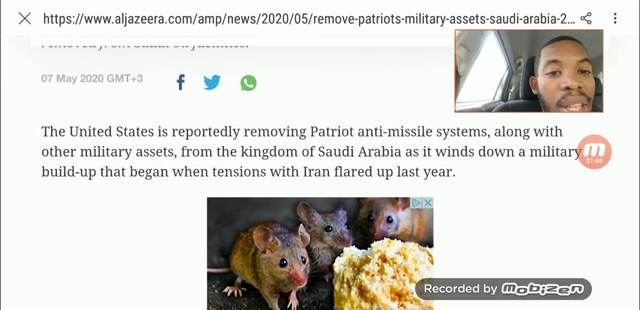 https://www.aljazeera.com/amp/news/2020/05/remove-patriots-military-assets-saudi-arabia-2...
07 May 2020 GMT+3
The United States is reportedly removing Patriot anti-missile systems, along with
other military assets, from the kingdom of Saudi Arabia as it winds down a military
build-up that began when tensions with Iran flared up last year.
01:45
Recorded by mobizen